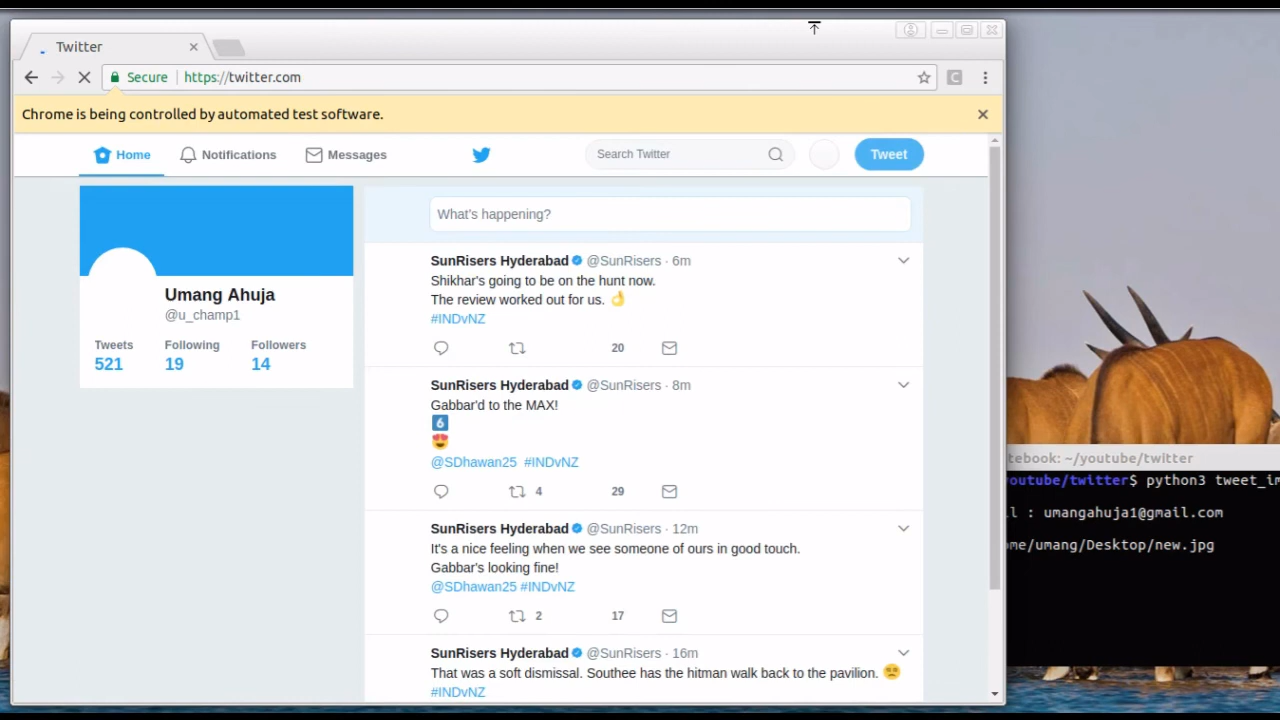 Twitter
Secure https://twitter.com
Chrome is being controlled by automated test software.
Home Notifications Messages Search Twitter Tweet
What's happening?
Umang Ahuja
@u_champ1
Tweets Following Followers
521 19 14
SunRisers Hyderabad @SunRisers · 6m
Shikhar's going to be on the hunt now.
The review worked out for us. 👌
#INDvNZ
20
SunRisers Hyderabad @SunRisers · 8m
Gabbar'd to the MAX!
6️⃣
😍
@SDhawan25 #INDvNZ
4 29
SunRisers Hyderabad @SunRisers · 12m
It's a nice feeling when we see someone of ours in good touch.
Gabbar's looking fine!
@SDhawan25 #INDvNZ
2 17
SunRisers Hyderabad @SunRisers · 16m
That was a soft dismissal. Southee has the hitman walk back to the pavilion. 😒
#INDvNZ
tebook: ~/youtube/twitter
youtube/twitter$ python3 tweet_im
l : umangahuja1@gmail.com
me/umang/Desktop/new.jpg